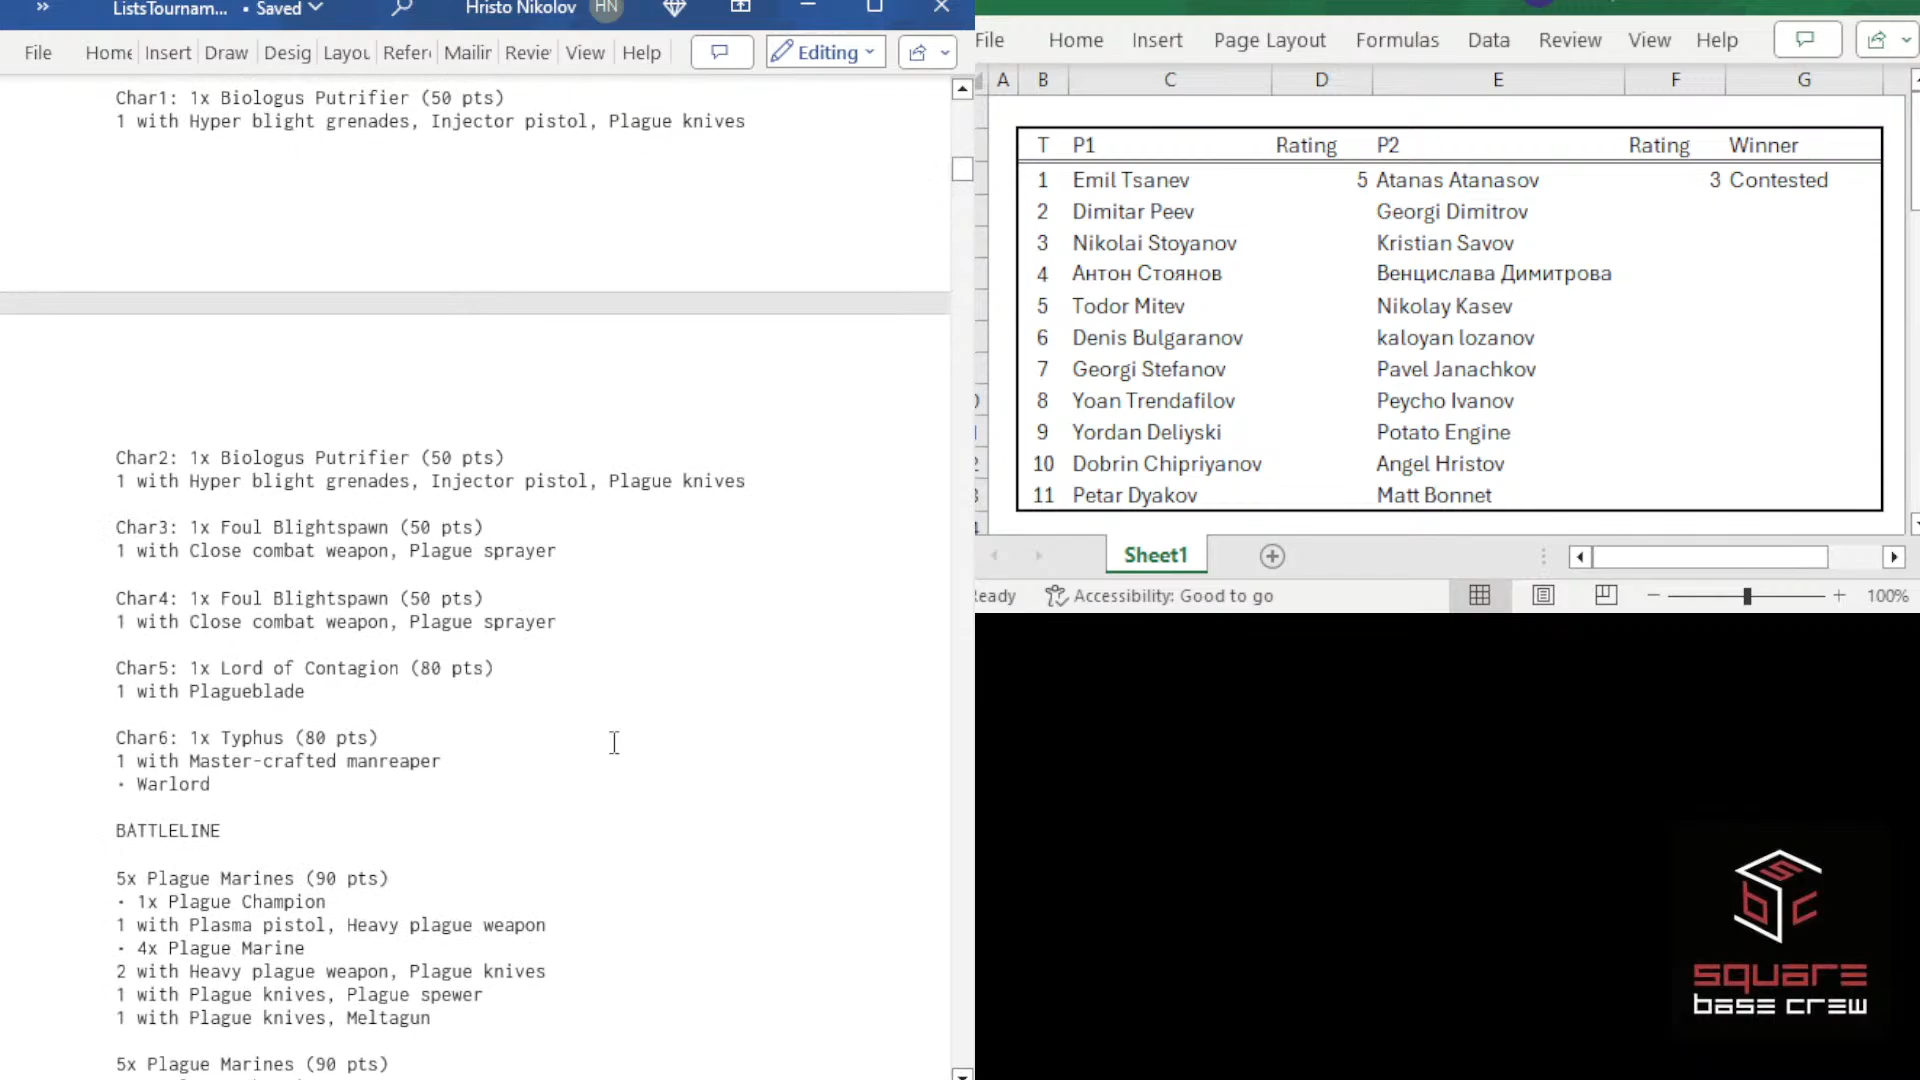 ListsTournam... • Saved
Hristo Nikolov HN
File Home Insert Draw Desig Layou Refer Mailin Revie View Help
Editing
Char1: 1x Biologus Putrifier (50 pts)
1 with Hyper blight grenades, Injector pistol, Plague knives
Char2: 1x Biologus Putrifier (50 pts)
1 with Hyper blight grenades, Injector pistol, Plague knives
Char3: 1x Foul Blightspawn (50 pts)
1 with Close combat weapon, Plague sprayer
Char4: 1x Foul Blightspawn (50 pts)
1 with Close combat weapon, Plague sprayer
Char5: 1x Lord of Contagion (80 pts)
1 with Plagueblade
Char6: 1x Typhus (80 pts)
1 with Master-crafted manreaper
• Warlord
BATTLELINE
5x Plague Marines (90 pts)
• 1x Plague Champion
1 with Plasma pistol, Heavy plague weapon
• 4x Plague Marine
2 with Heavy plague weapon, Plague knives
1 with Plague knives, Plague spewer
1 with Plague knives, Meltagun
5x Plague Marines (90 pts)
File Home Insert Page Layout Formulas Data Review View Help
A B C D E F G
T P1 Rating P2 Rating Winner
1 Emil Tsanev 5 Atanas Atanasov 3 Contested
2 Dimitar Peev Georgi Dimitrov
3 Nikolai Stoyanov Kristian Savov
4 Антон Стоянов Венцислава Димитрова
5 Todor Mitev Nikolay Kasev
6 Denis Bulgaranov kaloyan lozanov
7 Georgi Stefanov Pavel Janachkov
8 Yoan Trendafilov Peycho Ivanov
9 Yordan Deliyski Potato Engine
10 Dobrin Chipriyanov Angel Hristov
11 Petar Dyakov Matt Bonnet
Sheet1
eady Accessibility: Good to go 100%
sbc
square
base crew